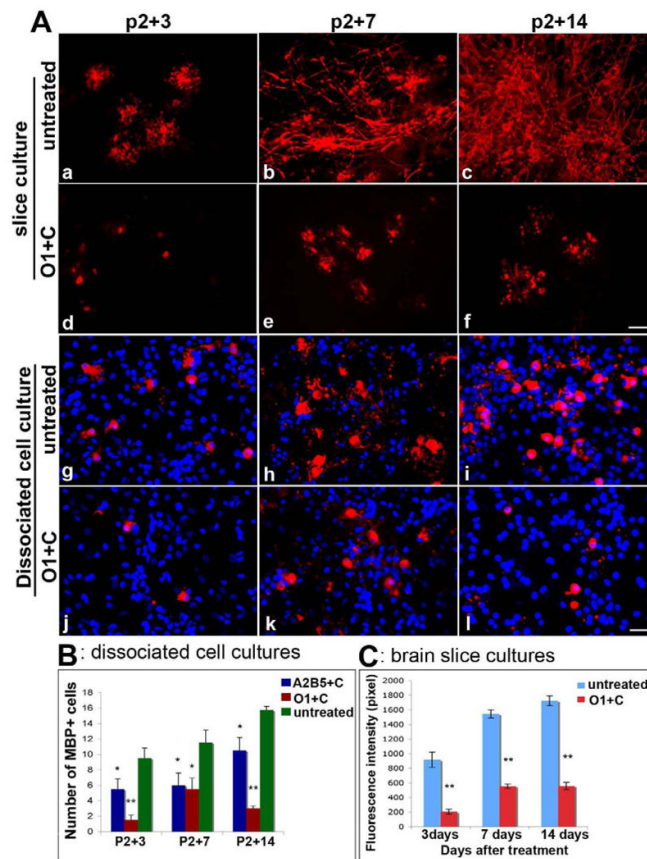 A
p2+3 p2+7 p2+14
slice culture
untreated
O1+C
a b c
d e f
Dissociated cell culture
untreated
O1+C
g h i
j k l
B: dissociated cell cultures
Number of MBP+ cells
18
16
14
12
10
8
6
4
2
0
A2B5+C
O1+C
untreated
* ** * * * **
P2+3 P2+7 P2+14
C: brain slice cultures
Fluorescence intensity (pixel)
2000
1800
1600
1400
1200
1000
800
600
400
200
0
untreated
O1+C
** ** **
3days 7 days 14 days
Days after treatment